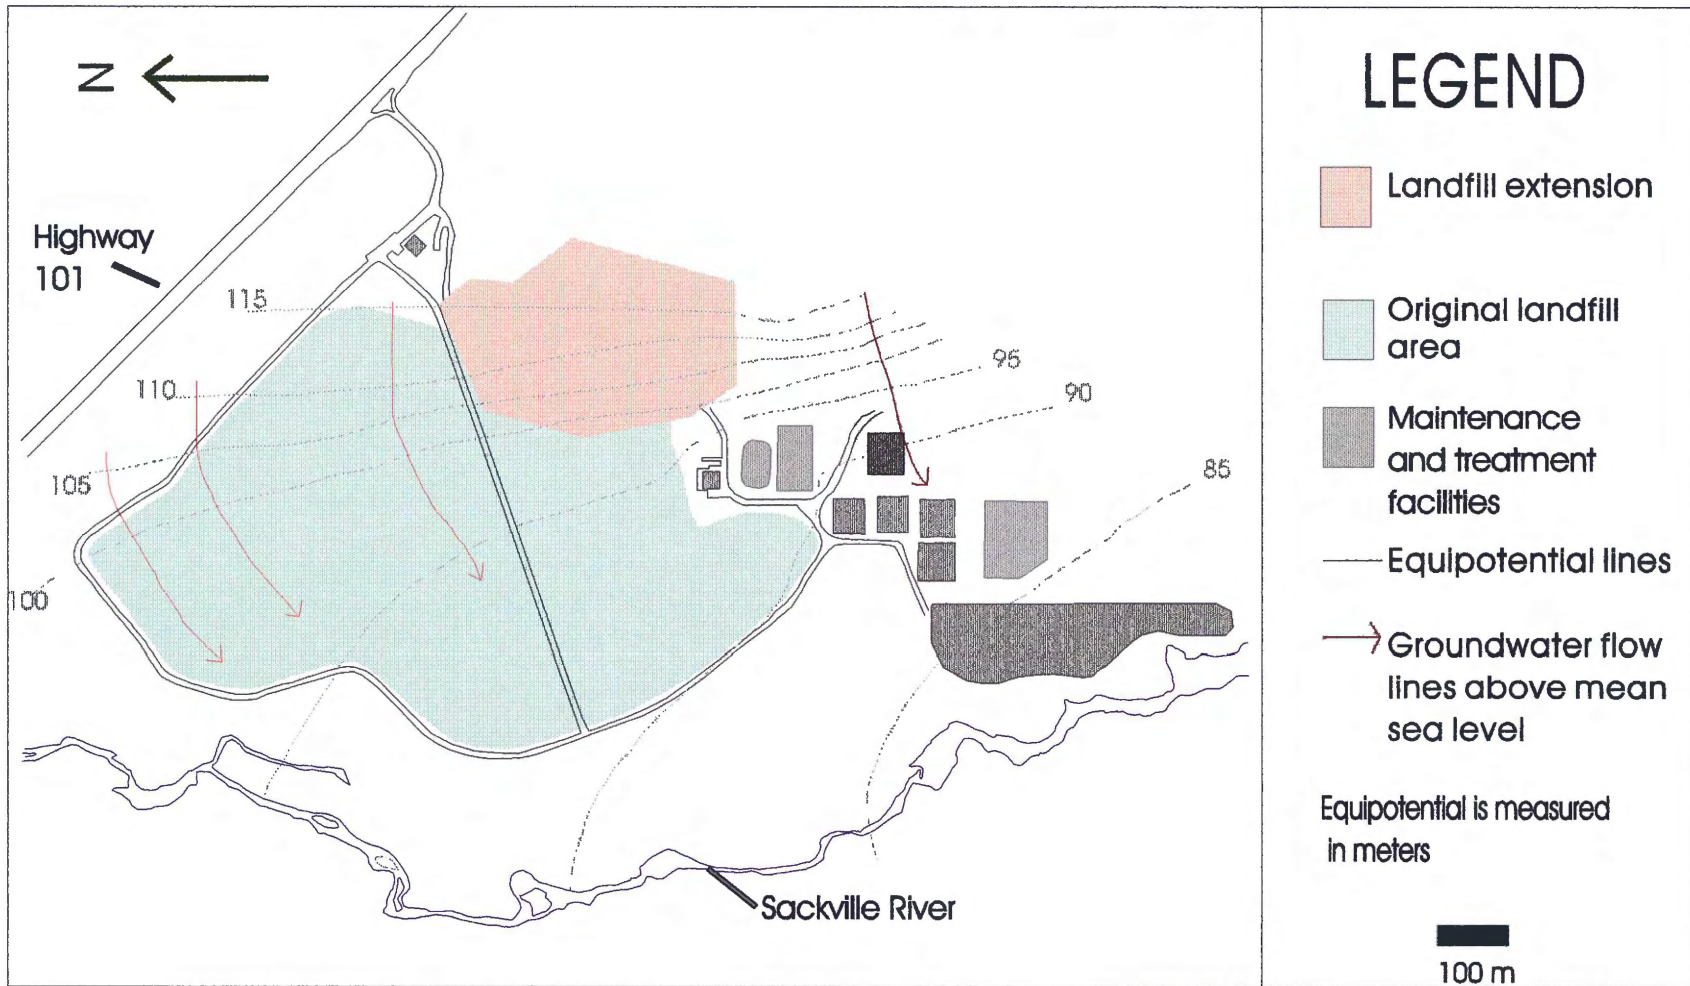 N
Highway
101
115
110
105
100
95
90
85
Sackville River
LEGEND
Landfill extension
Original landfill
area
Maintenance
and treatment
facilities
Equipotential lines
Groundwater flow
lines above mean
sea level
Equipotential is measured
in meters
100 m